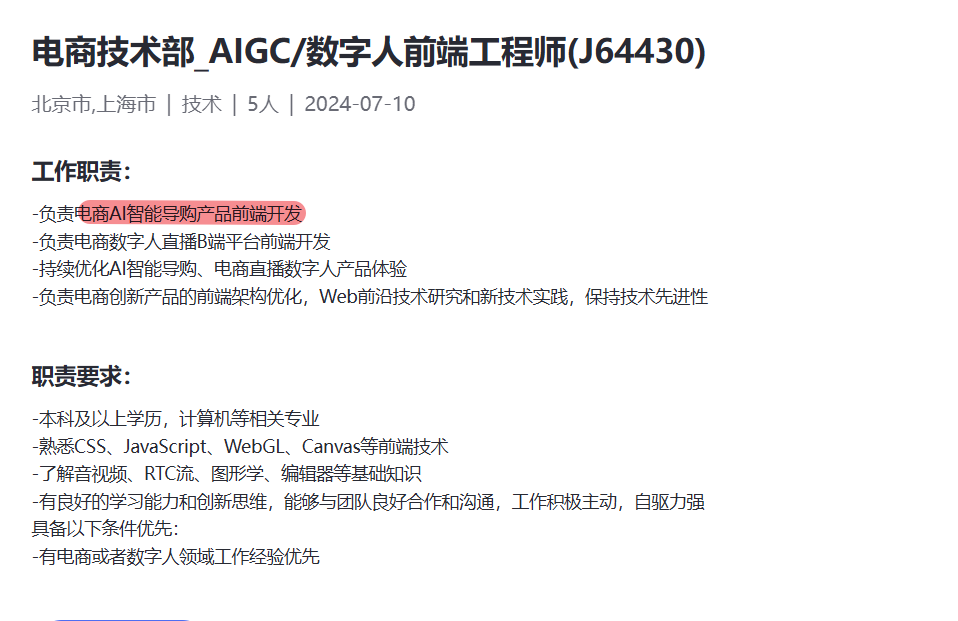 电商技术部_AIGC/数字人前端工程师(J64430)
北京市,上海市 | 技术 | 5人 | 2024-07-10
工作职责：
-负责电商AI智能导购产品前端开发
-负责电商数字人直播B端平台前端开发
-持续优化AI智能导购、电商直播数字人产品体验
-负责电商创新产品的前端架构优化，Web前沿技术研究和新技术实践，保持技术先进性
职责要求：
-本科及以上学历，计算机等相关专业
-熟悉CSS、JavaScript、WebGL、Canvas等前端技术
-了解音视频、RTC流、图形学、编辑器等基础知识
-有良好的学习能力和创新思维，能够与团队良好合作和沟通，工作积极主动，自驱力强
具备以下条件优先：
-有电商或者数字人领域工作经验优先